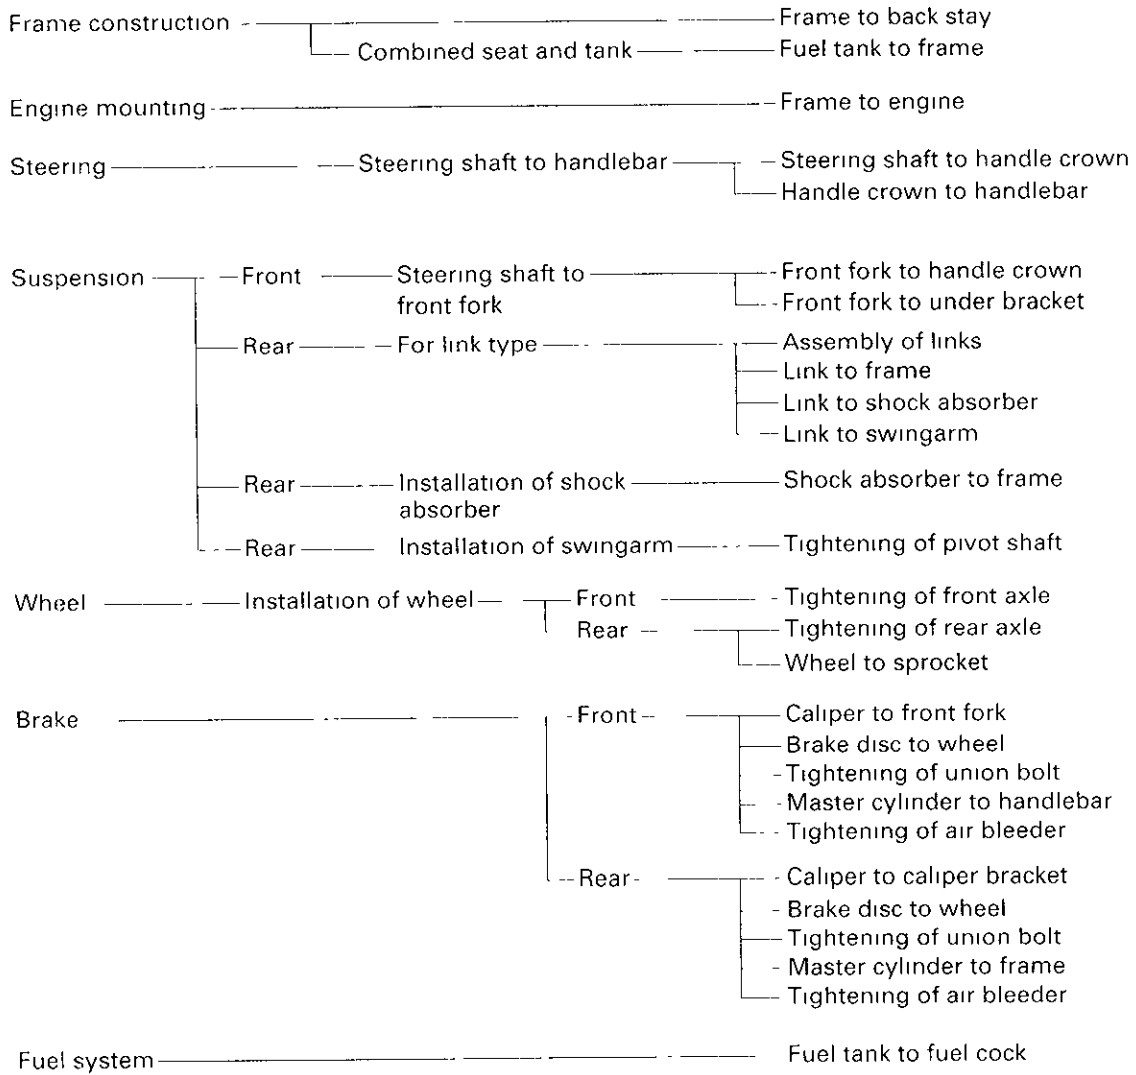 Frame construction Frame to back stay
Combined seat and tank Fuel tank to frame
Engine mounting Frame to engine
Steering Steering shaft to handlebar Steering shaft to handle crown
Handle crown to handlebar
Suspension Front Steering shaft to Front fork to handle crown
front fork Front fork to under bracket
Rear For link type Assembly of links
Link to frame
Link to shock absorber
Link to swingarm
Rear Installation of shock Shock absorber to frame
absorber
Rear Installation of swingarm Tightening of pivot shaft
Wheel Installation of wheel Front Tightening of front axle
Rear Tightening of rear axle
Wheel to sprocket
Brake Front Caliper to front fork
Brake disc to wheel
Tightening of union bolt
Master cylinder to handlebar
Tightening of air bleeder
Rear Caliper to caliper bracket
Brake disc to wheel
Tightening of union bolt
Master cylinder to frame
Tightening of air bleeder
Fuel system Fuel tank to fuel cock